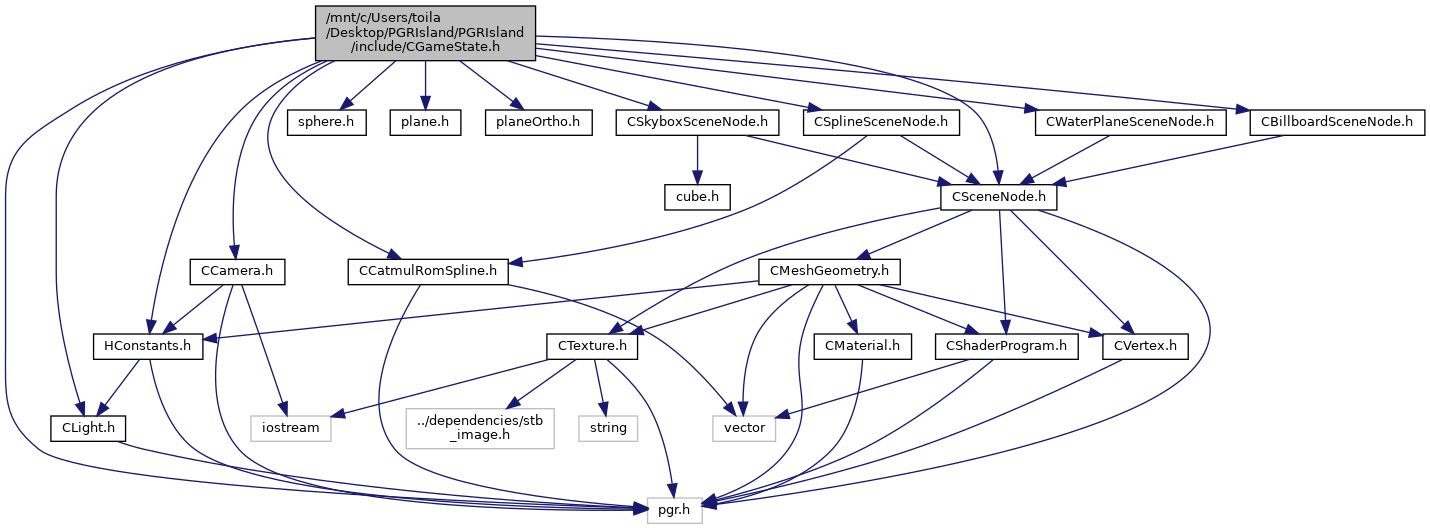 /mnt/c/Users/toila
/Desktop/PGRIsland/PGRIsland
/include/CGameState.h
sphere.h
plane.h
planeOrtho.h
CSkyboxSceneNode.h
CSplineSceneNode.h
CWaterPlaneSceneNode.h
CBillboardSceneNode.h
cube.h
CSceneNode.h
CCamera.h
CCatmulRomSpline.h
CMeshGeometry.h
HConstants.h
CTexture.h
CMaterial.h
CShaderProgram.h
CVertex.h
CLight.h
iostream
../dependencies/stb
_image.h
string
vector
pgr.h